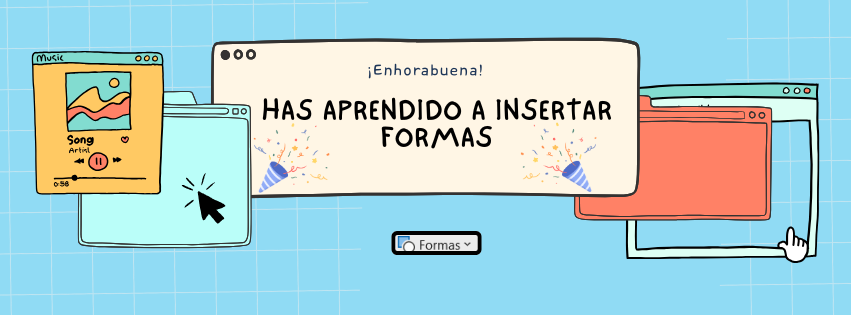 Music
¡Enhorabuena!
HAS APRENDIDO A INSERTAR
FORMAS
Song
Artist
0:56
Formas